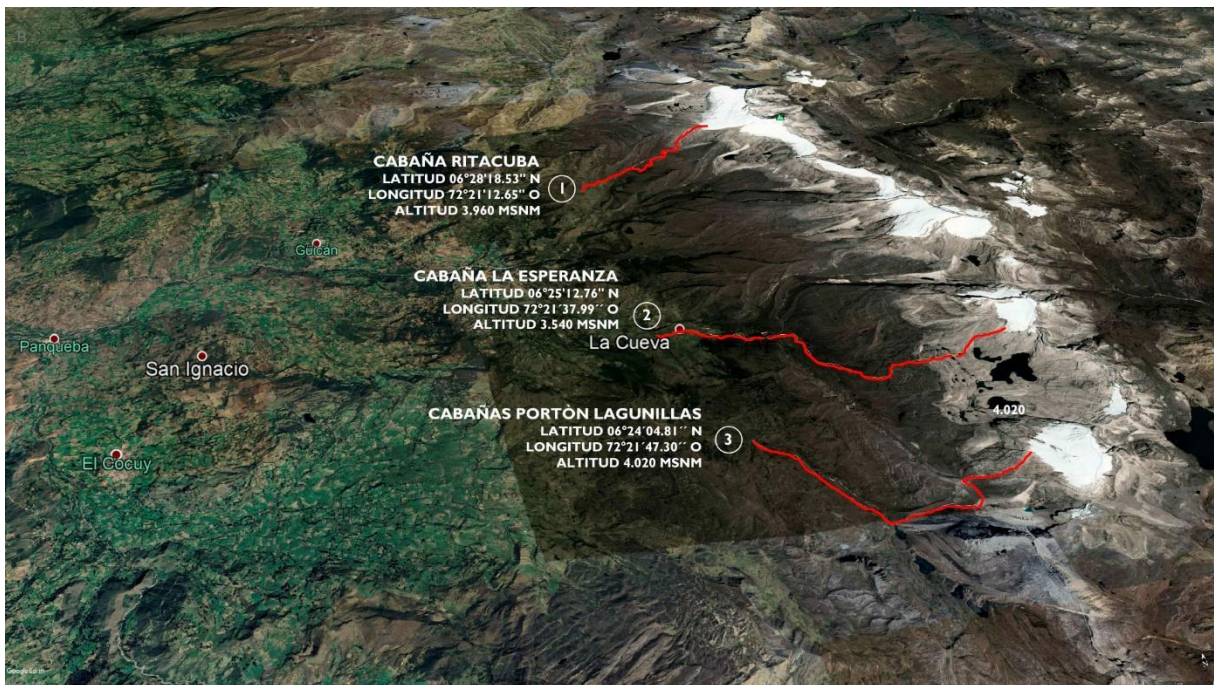 CABAÑA RITACUBA
LATITUD 06°28'18.53" N
LONGITUD 72°21'12.65" O
ALTITUD 3.960 MSNM
1
Guicán
CABAÑA LA ESPERANZA
LATITUD 06°25'12.76" N
LONGITUD 72°21´37.99´´ O
ALTITUD 3.540 MSNM
2
La Cueva
Panqueba
San Ignacio
4.020
CABAÑAS PORTÒN LAGUNILLAS
LATITUD 06°24´04.81´´ N
LONGITUD 72°21´47.30´´ O
ALTITUD 4.020 MSNM
3
El Cocuy
Google Earth